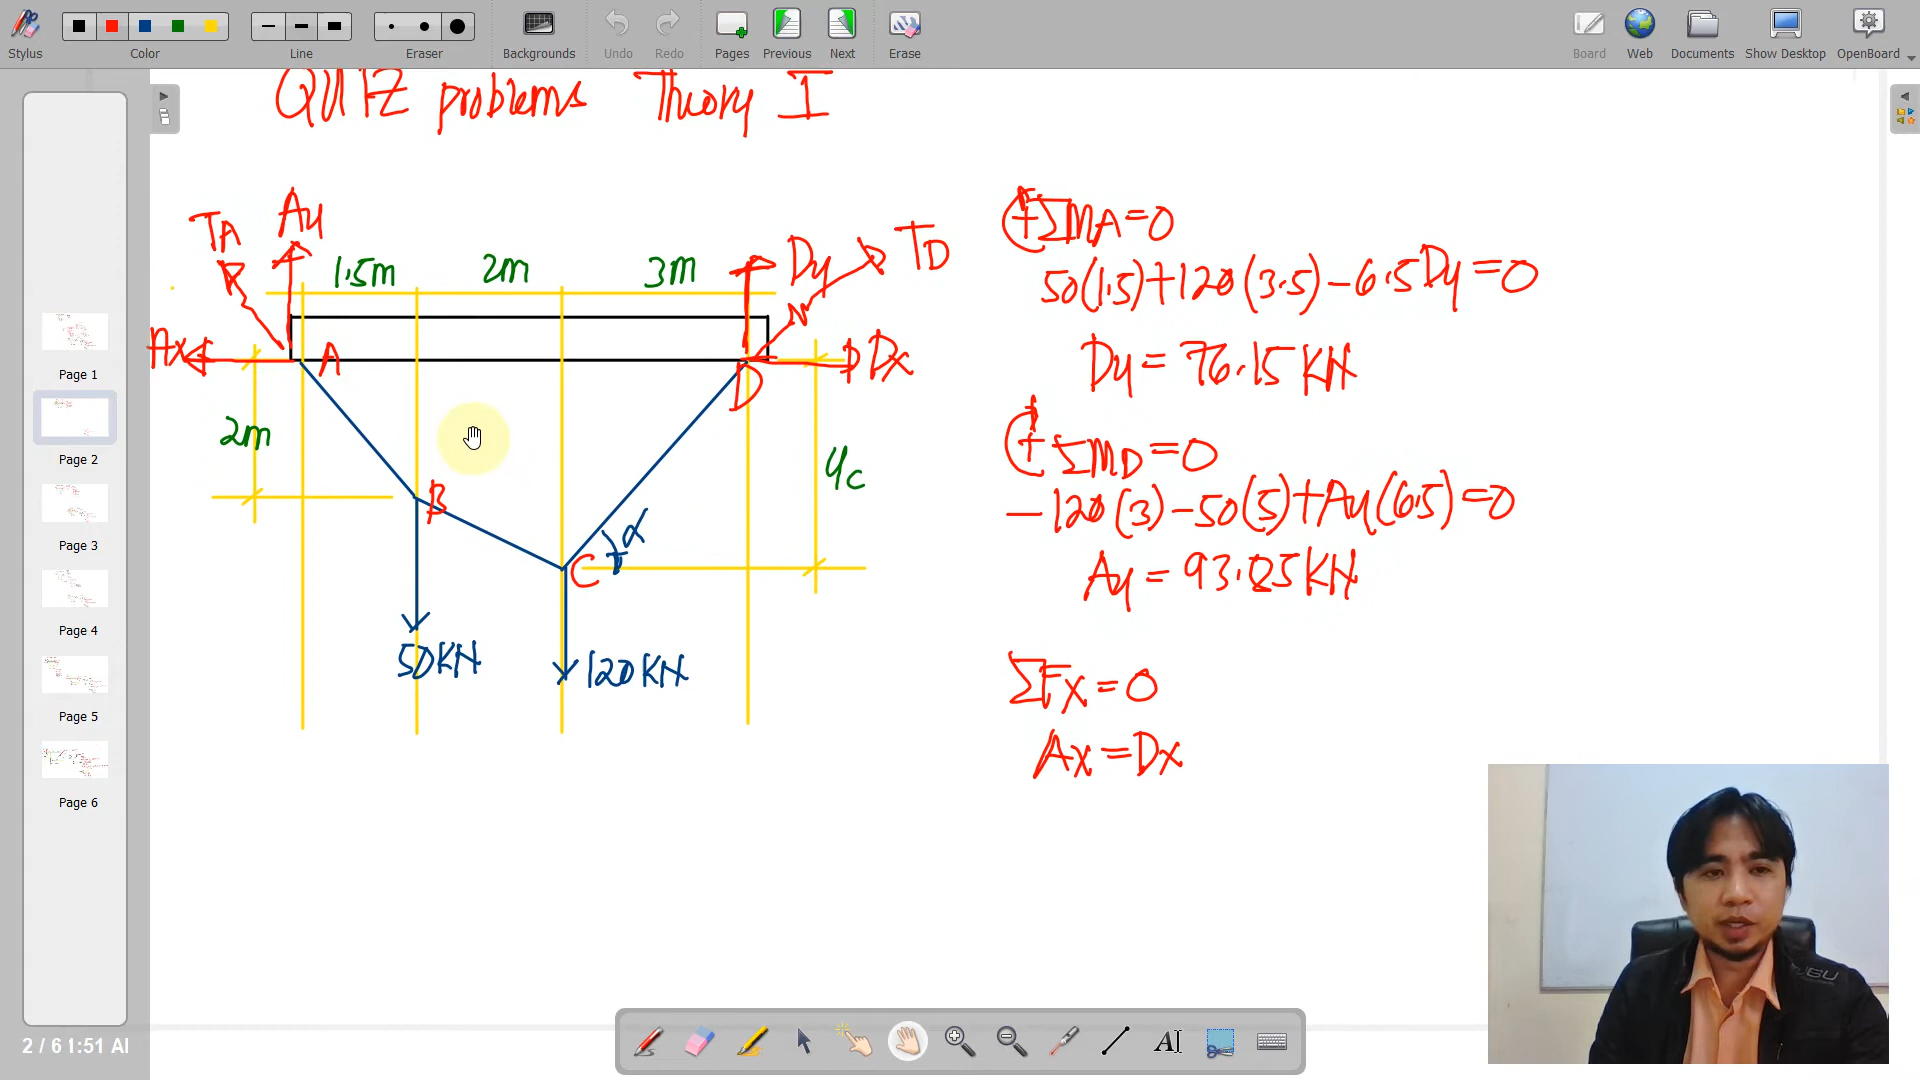 Stylus
Color
Line
Eraser
Backgrounds
Undo
Redo
Pages
Previous
Next
Erase
Board
Web
Documents
Show Desktop
OpenBoard
QUIZ problems Theory I
TA
Ay
1.5m
2m
3m
Dy
TD
Ax
A
D
Dx
2m
B
C
α
yc
50KN
120KN
+ΣMA=0
50(1.5)+120(3.5)-6.5Dy=0
Dy=76.15KN
+ΣMD=0
-120(3)-50(5)+Ay(6.5)=0
Ay=93.85KN
ΣFx=0
Ax=Dx
Page 1
Page 2
Page 3
Page 4
Page 5
Page 6
2 / 6
1:51 AI